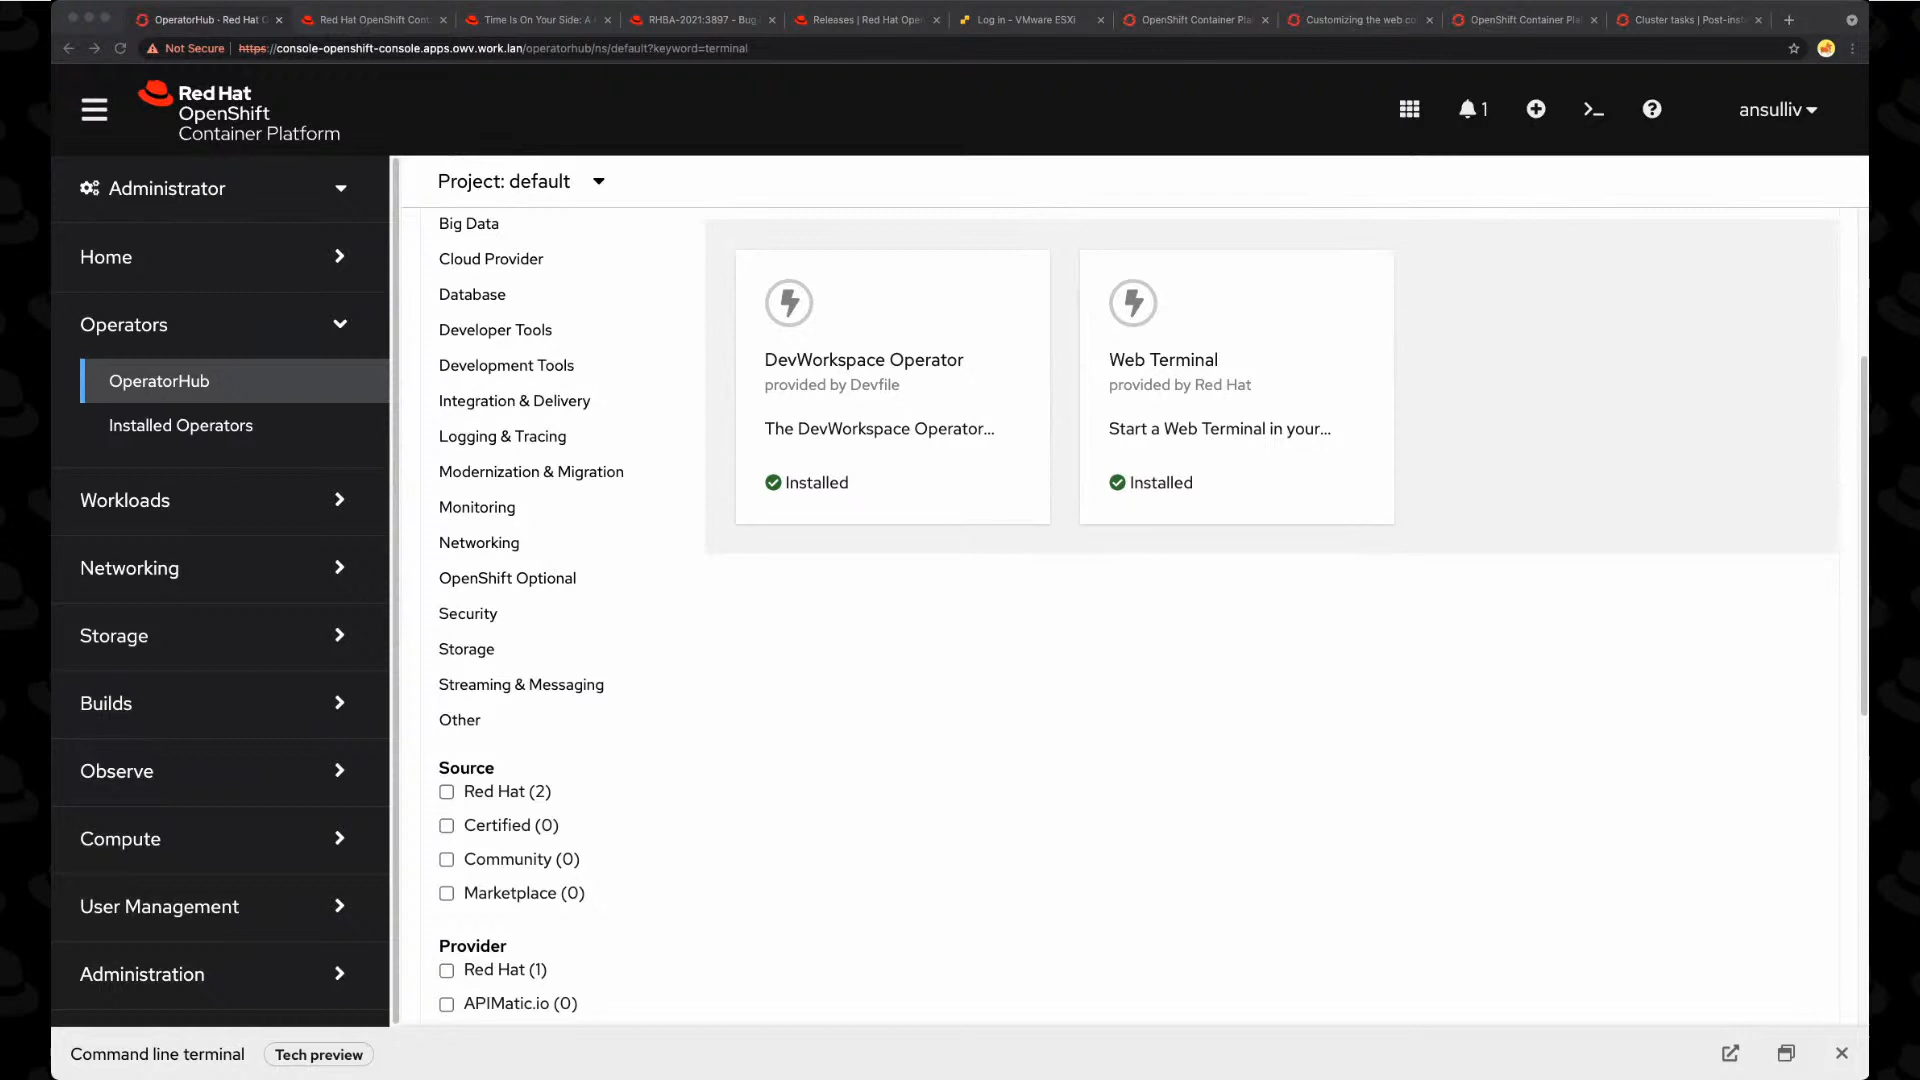 OperatorHub · Red Hat O
Red Hat OpenShift Cont
Time Is On Your Side: A
RHBA-2021:3897 - Bug
Releases | Red Hat Ope
Log in - VMware ESXi
OpenShift Container Pla
Customizing the web co
OpenShift Container Pla
Cluster tasks | Post-inst
Not Secure
https://console-openshift-console.apps.owv.work.lan/operatorhub/ns/default?keyword=terminal
Red Hat
OpenShift
Container Platform
1
ansulliv
Administrator
Home
Operators
OperatorHub
Installed Operators
Workloads
Networking
Storage
Builds
Observe
Compute
User Management
Administration
Project: default
Big Data
Cloud Provider
Database
Developer Tools
Development Tools
Integration & Delivery
Logging & Tracing
Modernization & Migration
Monitoring
Networking
OpenShift Optional
Security
Storage
Streaming & Messaging
Other
Source
Red Hat (2)
Certified (0)
Community (0)
Marketplace (0)
Provider
Red Hat (1)
APIMatic.io (0)
DevWorkspace Operator
provided by Devfile
The DevWorkspace Operator...
Installed
Web Terminal
provided by Red Hat
Start a Web Terminal in your...
Installed
Command line terminal
Tech preview